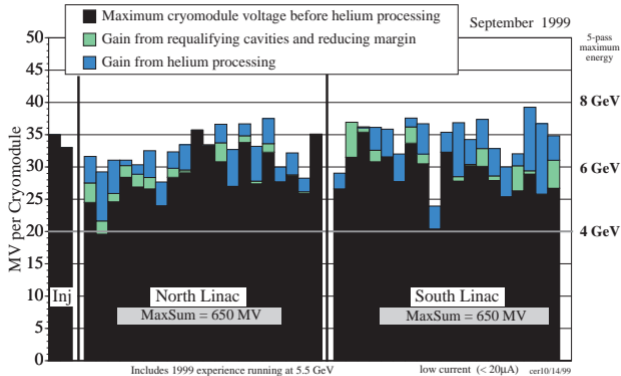 Maximum cryomodule voltage before helium processing
Gain from requalifying cavities and reducing margin
Gain from helium processing
September 1999
5-pass
maximum
energy
MV per Cryomodule
50
45
40
35
30
25
20
15
10
5
0
8 GeV
6 GeV
4 GeV
Inj
North Linac
MaxSum = 650 MV
South Linac
MaxSum = 650 MV
Includes 1999 experience running at 5.5 GeV
low current (< 20µA)
cer10/14/99